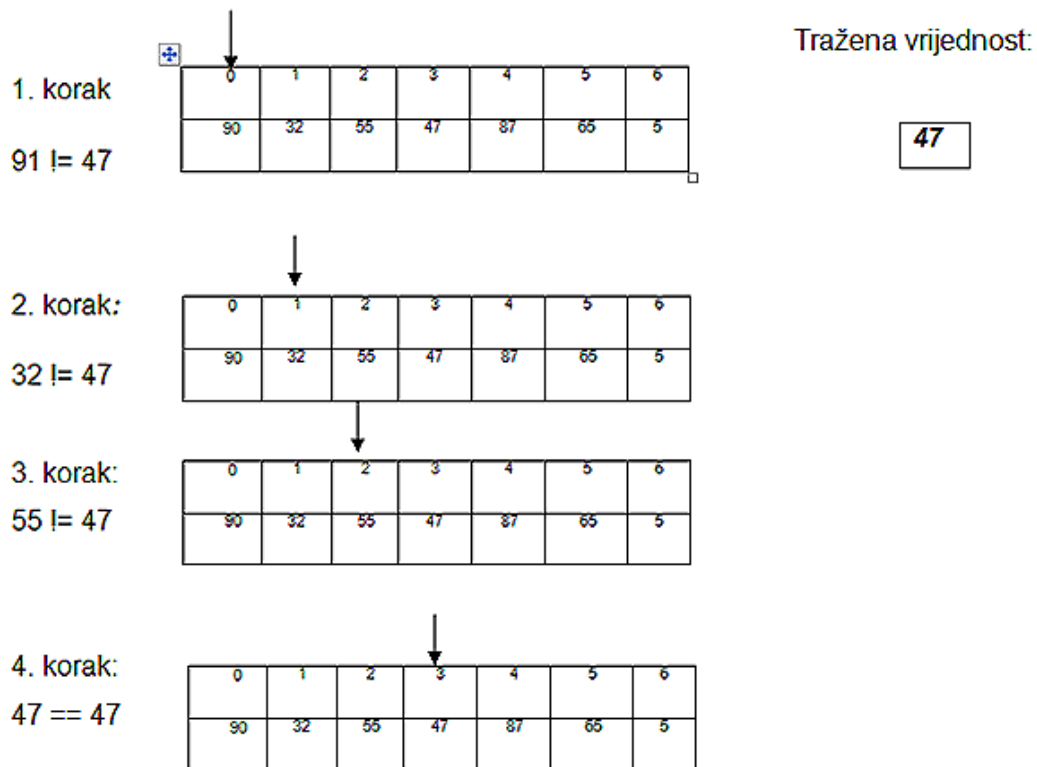 Tražena vrijednost:
47
1. korak
0 1 2 3 4 5 6
90 32 55 47 87 65 5
91 != 47
2. korak:
0 1 2 3 4 5 6
90 32 55 47 87 65 5
32 != 47
3. korak:
0 1 2 3 4 5 6
90 32 55 47 87 65 5
55 != 47
4. korak:
0 1 2 3 4 5 6
90 32 55 47 87 65 5
47 == 47